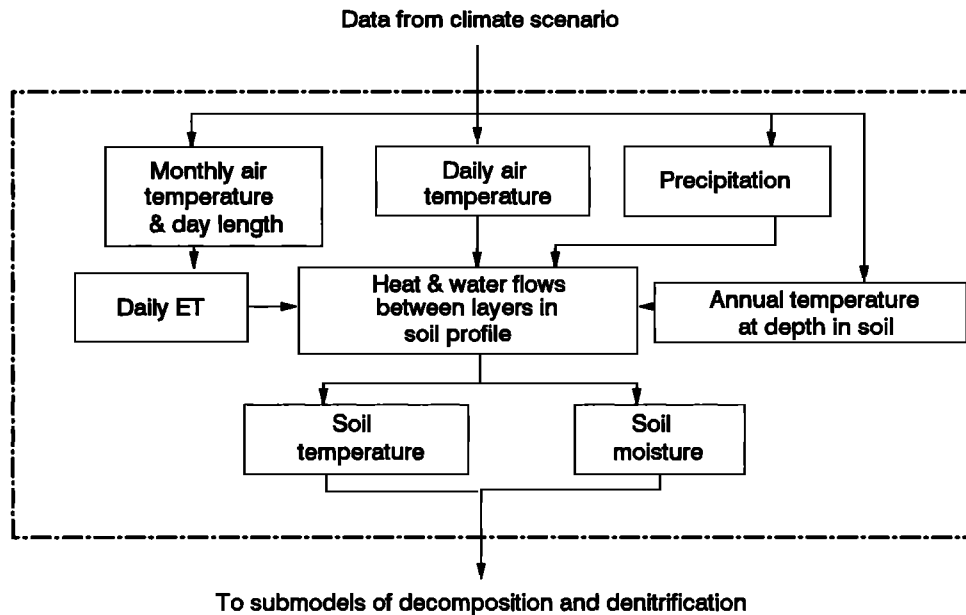 Data from climate scenario
Monthly air
temperature
& day length
Daily air
temperature
Precipitation
Daily ET
Heat & water flows
between layers in
soil profile
Annual temperature
at depth in soil
Soil
temperature
Soil
moisture
To submodels of decomposition and denitrification